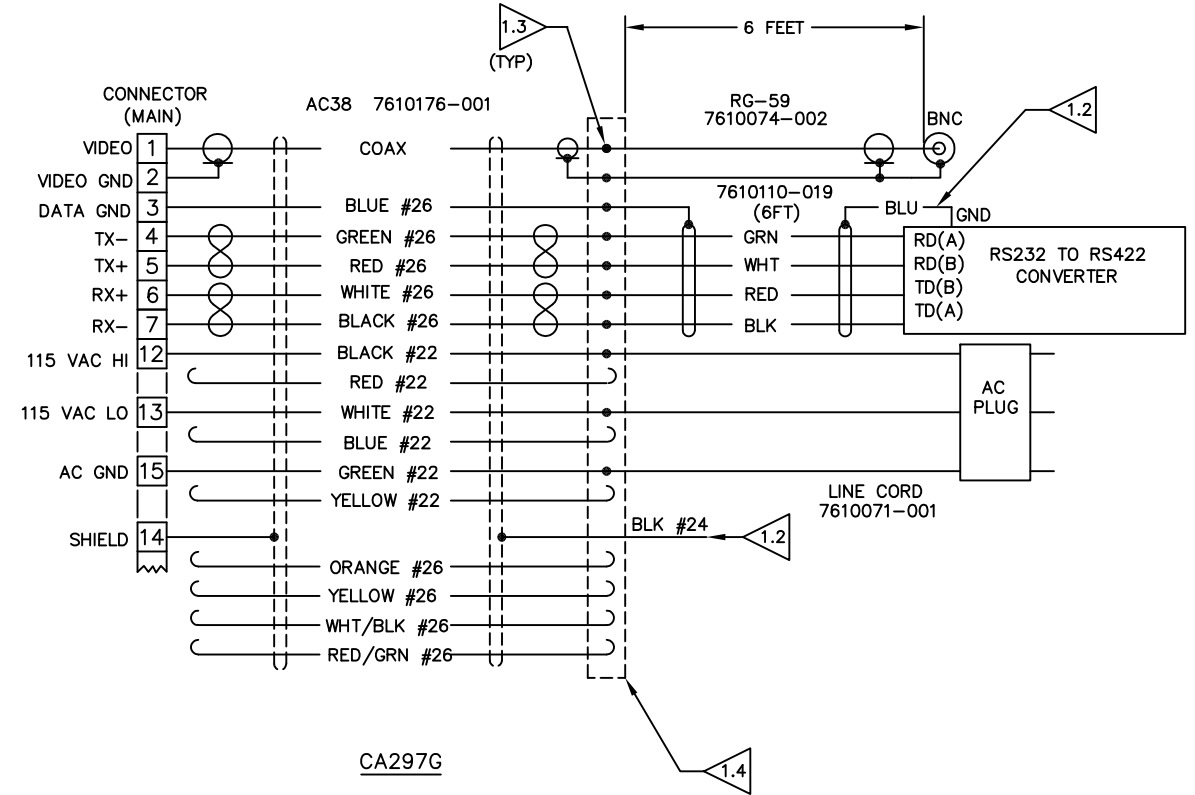 1.3
(TYP)
6 FEET
CONNECTOR
(MAIN)
AC38 7610176-001
RG-59
7610074-002
BNC
1.2
VIDEO 1 COAX
VIDEO GND 2
7610110-019
(6FT)
DATA GND 3 BLUE #26 BLU GND
TX- 4 GREEN #26 GRN RD(A)
TX+ 5 RED #26 WHT RD(B)
RX+ 6 WHITE #26 RED TD(B)
RX- 7 BLACK #26 BLK TD(A)
RS232 TO RS422
CONVERTER
115 VAC HI 12 BLACK #22
RED #22
AC
PLUG
115 VAC LO 13 WHITE #22
BLUE #22
AC GND 15 GREEN #22
YELLOW #22
LINE CORD
7610071-001
SHIELD 14 BLK #24 1.2
ORANGE #26
YELLOW #26
WHT/BLK #26
RED/GRN #26
CA297G
1.4